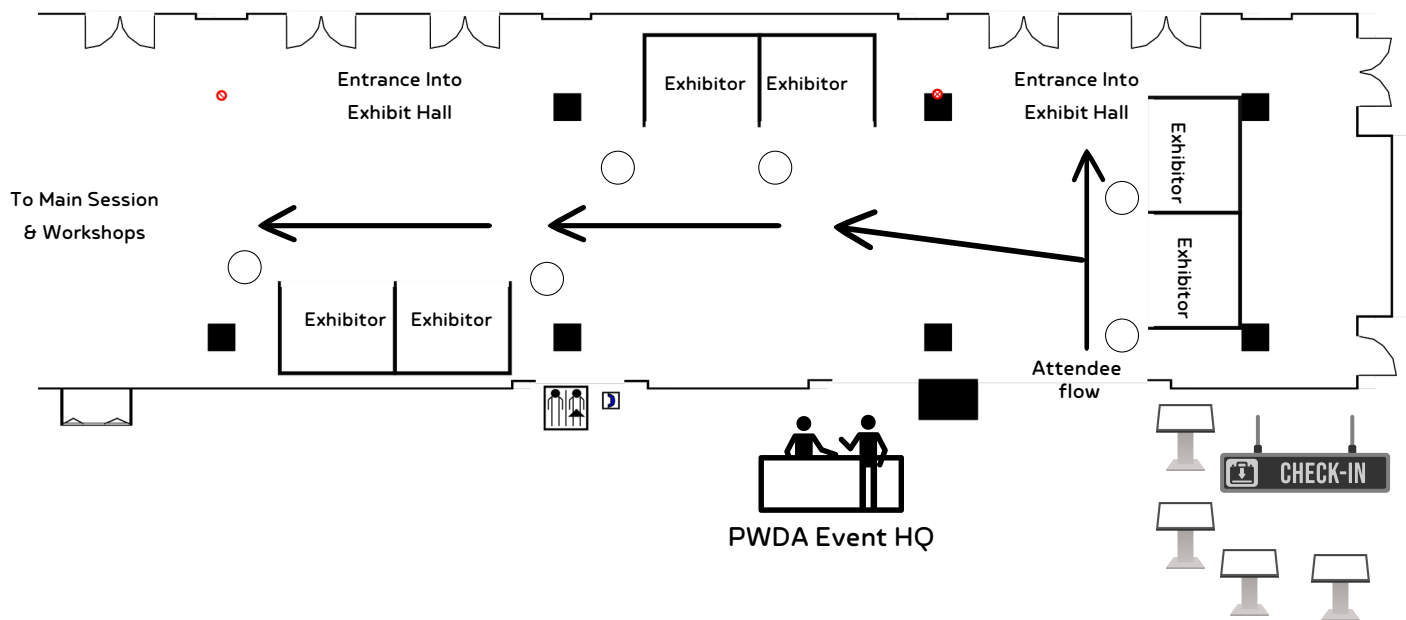 Entrance Into
Exhibit Hall
Exhibitor
Exhibitor
Entrance Into
Exhibit Hall
Exhibitor
To Main Session
& Workshops
Exhibitor
Exhibitor
Exhibitor
Attendee
flow
CHECK-IN
PWDA Event HQ